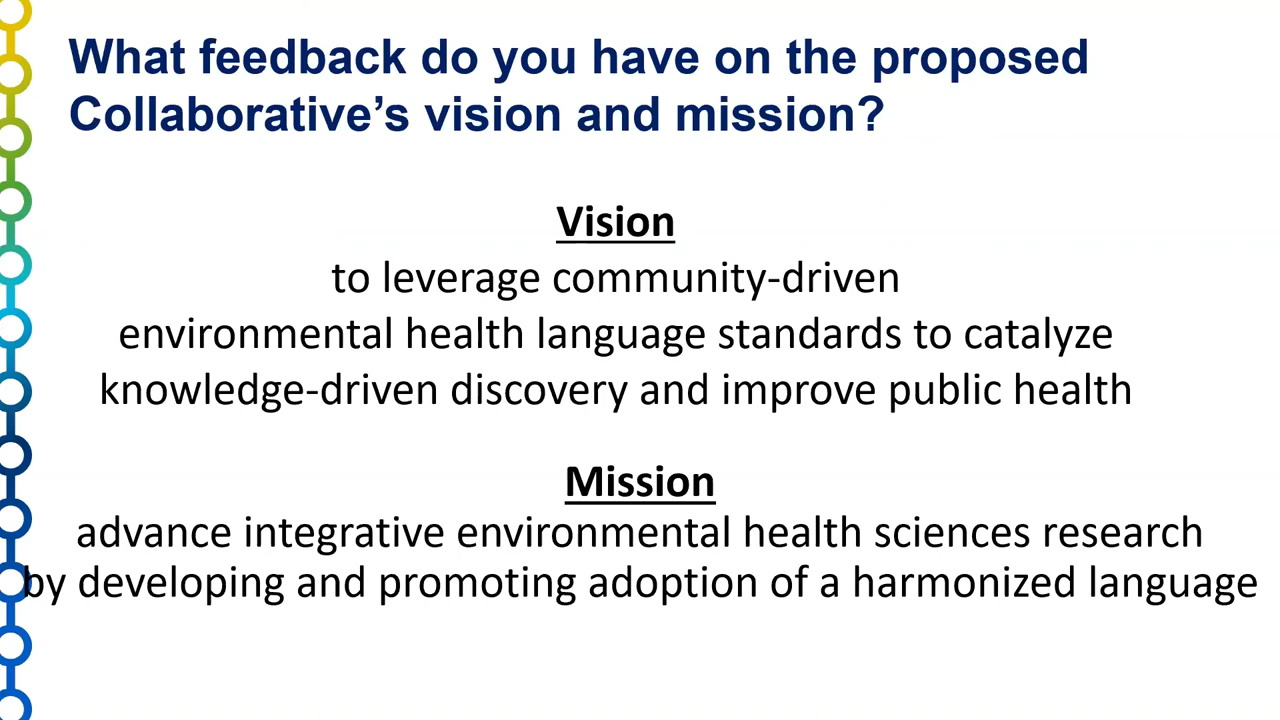 What feedback do you have on the proposed
Collaborative’s vision and mission?
Vision
to leverage community-driven
environmental health language standards to catalyze
knowledge-driven discovery and improve public health
Mission
advance integrative environmental health sciences research
by developing and promoting adoption of a harmonized language